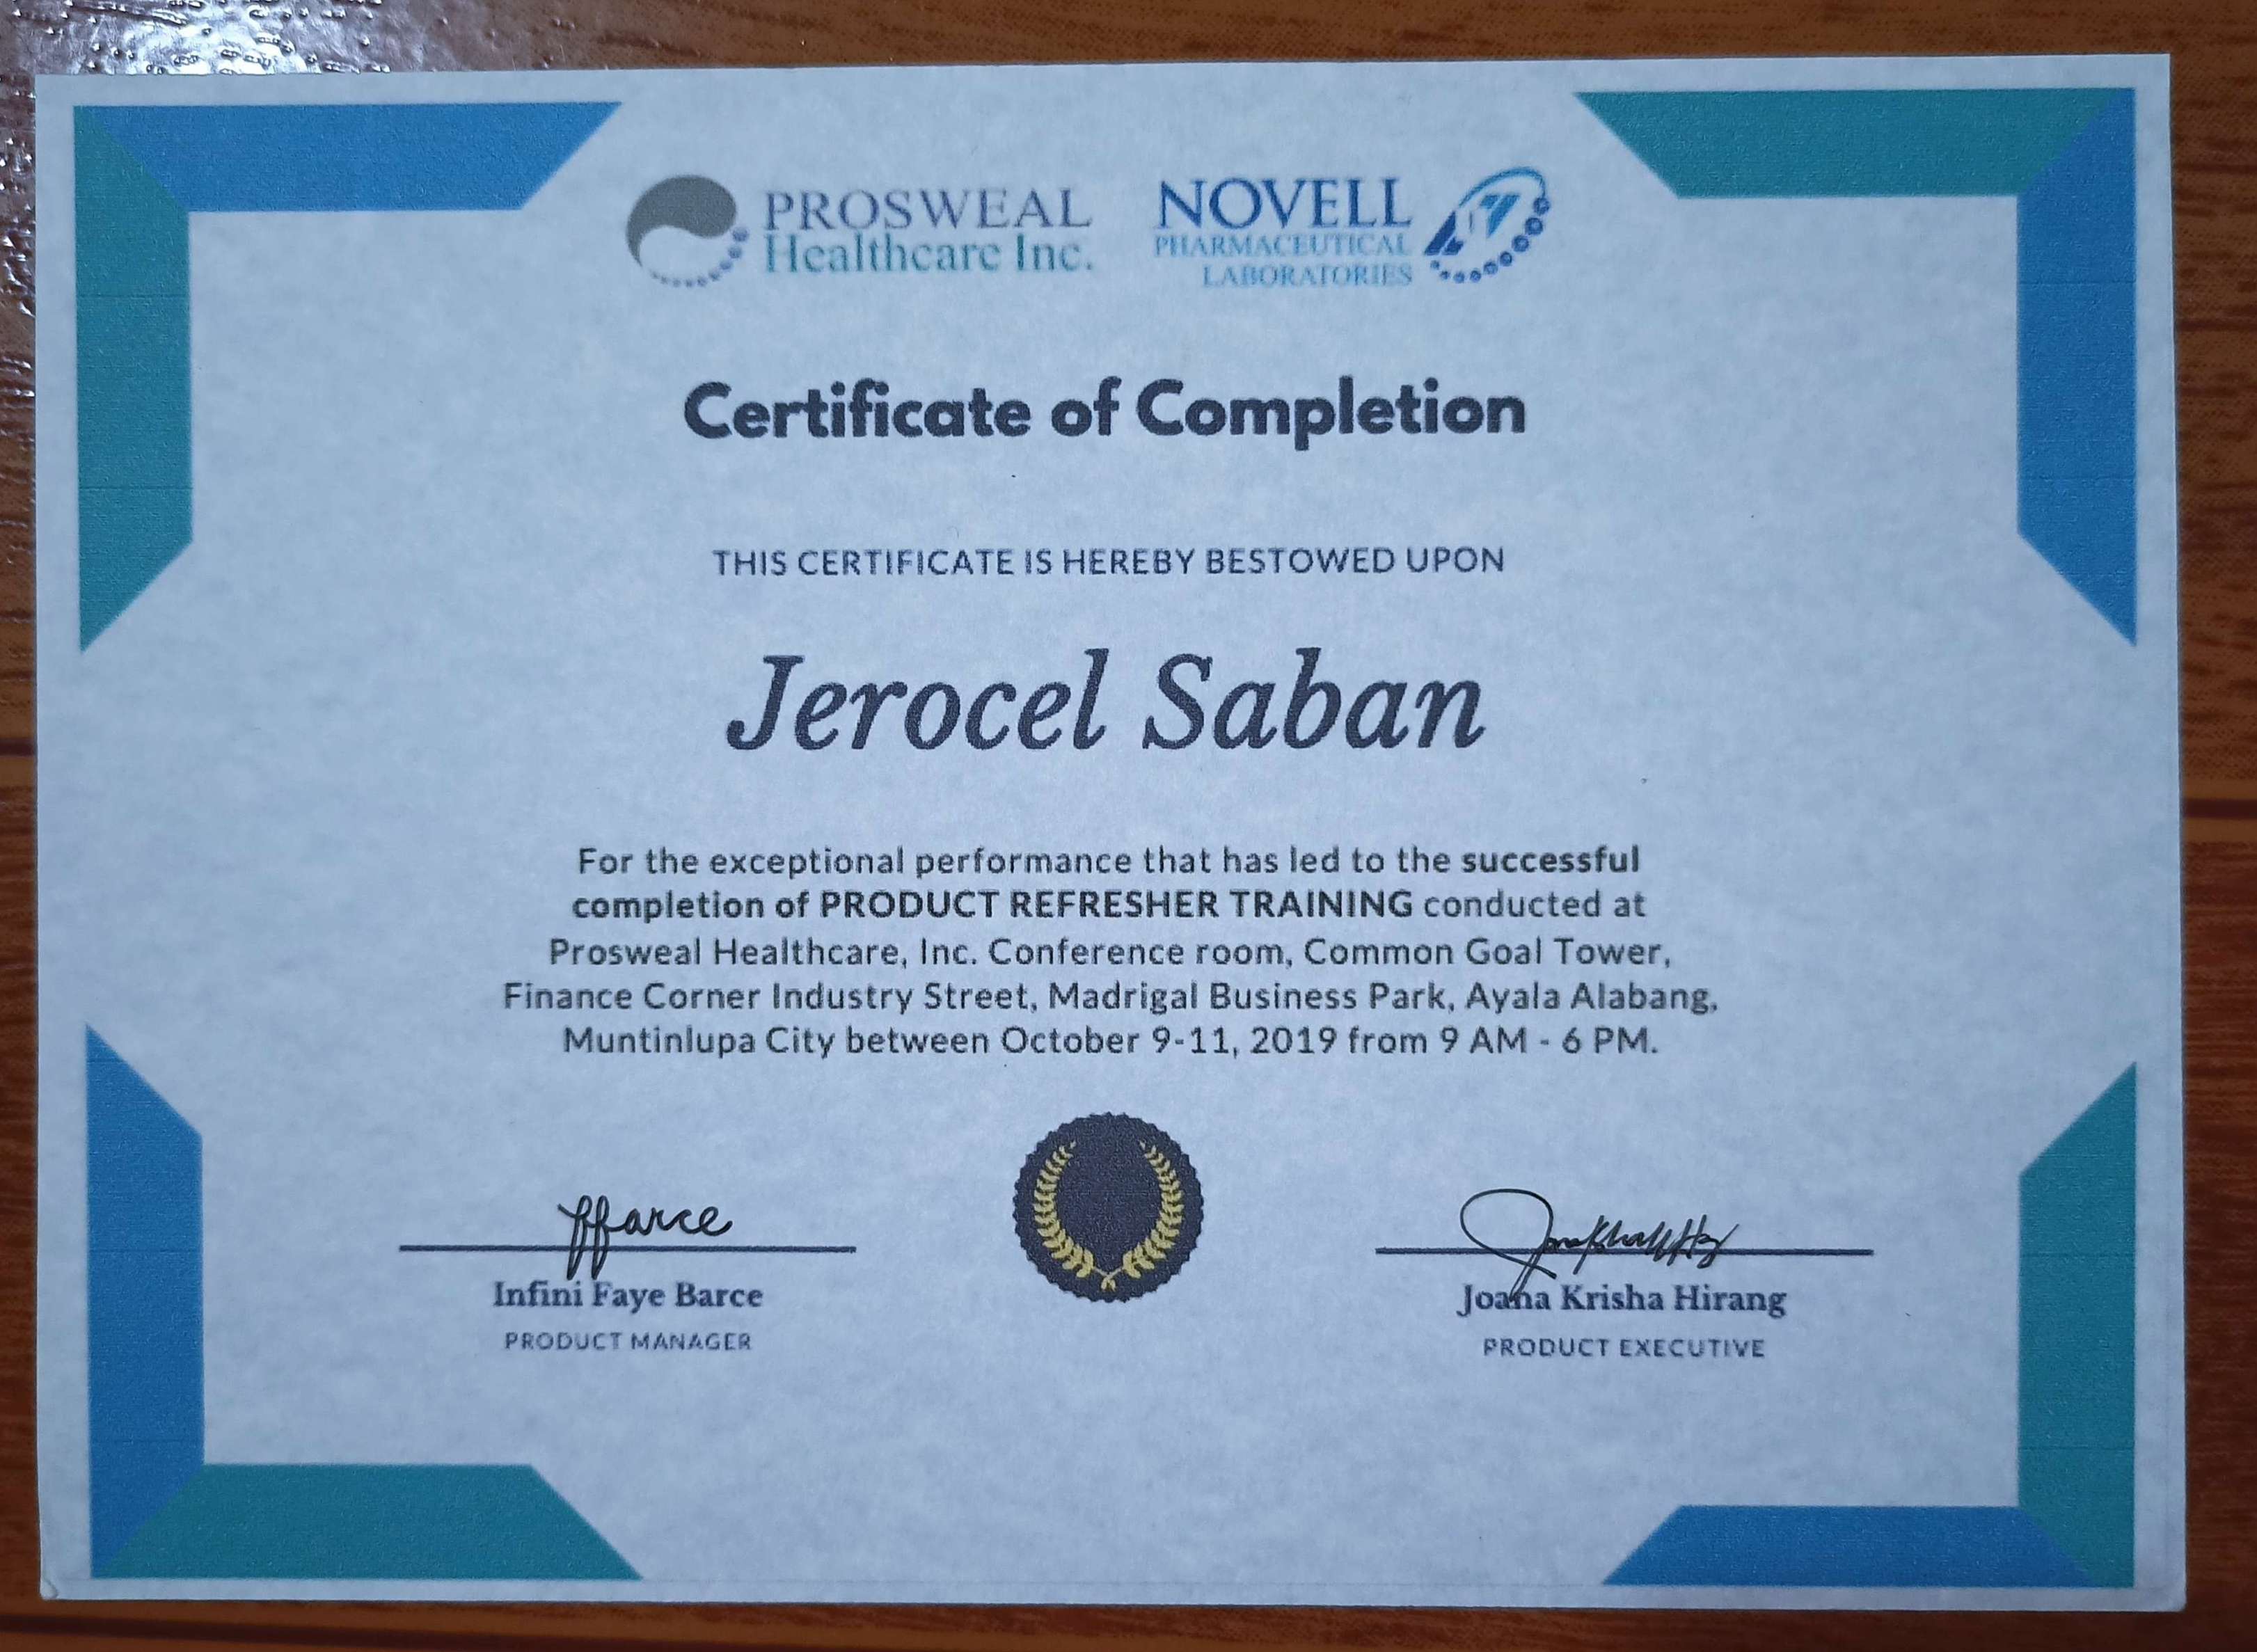 PROSWEAL
Healthcare Inc.
NOVELL
PHARMACEUTICAL
LABORATORIES
Certificate of Completion
THIS CERTIFICATE IS HEREBY BESTOWED UPON
Jerocel Saban
For the exceptional performance that has led to the successful
completion of PRODUCT REFRESHER TRAINING conducted at
Prosweal Healthcare, Inc. Conference room, Common Goal Tower,
Finance Corner Industry Street, Madrigal Business Park, Ayala Alabang,
Muntinlupa City between October 9-11, 2019 from 9 AM - 6 PM.
Infini Faye Barce
PRODUCT MANAGER
Joana Krisha Hirang
PRODUCT EXECUTIVE